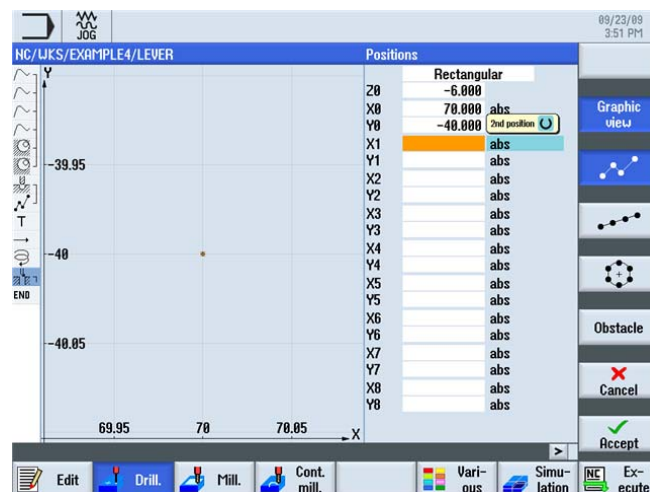 JOG
09/23/09
3:51 PM
NC/WKS/EXAMPLE4/LEVER
Positions
Y
-39.95
-40
-40.05
69.95 70 70.05 X
T
END
Rectangular
Z0 -6.000
X0 70.000 abs
Y0 -40.000 2nd position
X1 abs
Y1 abs
X2 abs
Y2 abs
X3 abs
Y3 abs
X4 abs
Y4 abs
X5 abs
Y5 abs
X6 abs
Y6 abs
X7 abs
Y7 abs
X8 abs
Y8 abs
>
Graphic
view
Obstacle
Cancel
Accept
Edit
Drill.
Mill.
Cont.
mill.
Vari-
ous
Simu-
lation
NC
Ex-
ecute